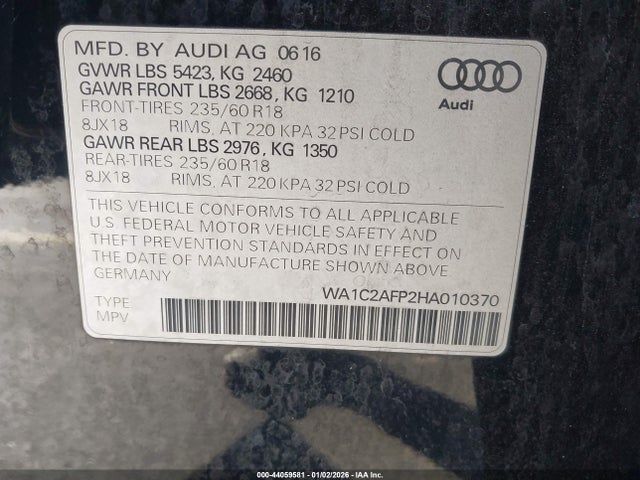 MFD. BY AUDI AG 06 16
GVWR LBS 5423, KG 2460
GAWR FRONT LBS 2668, KG 1210
FRONT-TIRES 235/60 R18
8JX18 RIMS, AT 220 KPA 32 PSI COLD
GAWR REAR LBS 2976, KG 1350
REAR-TIRES 235/60 R18
8JX18 RIMS, AT 220 KPA 32 PSI COLD
Audi
THIS VEHICLE CONFORMS TO ALL APPLICABLE
U.S. FEDERAL MOTOR VEHICLE SAFETY AND
THEFT PREVENTION STANDARDS IN EFFECT ON
THE DATE OF MANUFACTURE SHOWN ABOVE
GERMANY
WA1C2AFP2HA010370
TYPE:
MPV
000-44059581 - 01/02/2026 - IAA Inc.